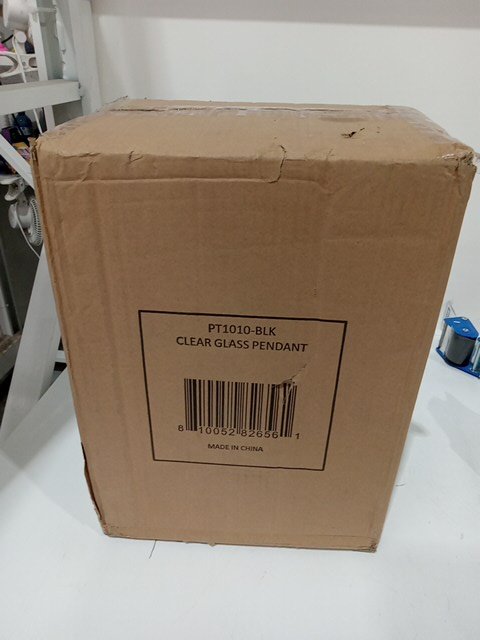 PT1010-BLK
CLEAR GLASS PENDANT
8 10052 82656 1
MADE IN CHINA